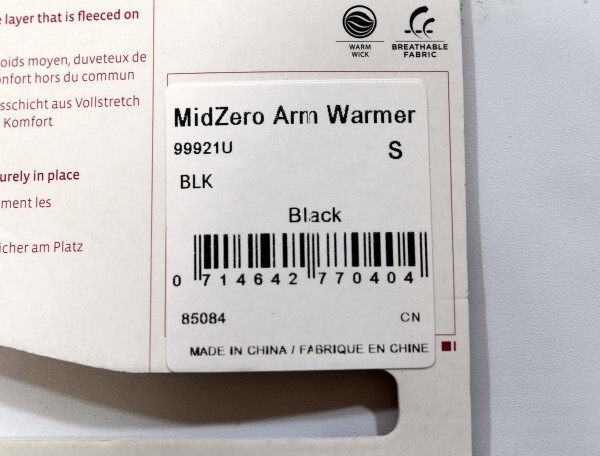 layer that is fleeced on
WARM
WICK
BREATHABLE
FABRIC
oids moyen, duveteux de
nfort hors du commun
sschicht aus Vollstretch
Komfort
urely in place
ment les
icher am Platz
MidZero Arm Warmer
99921U
S
BLK
Black
0 714642 770404
85084
CN
MADE IN CHINA / FABRIQUE EN CHINE